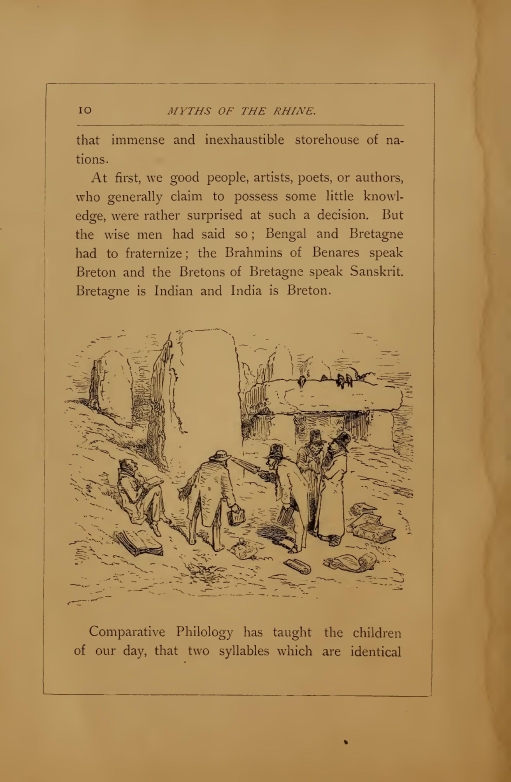 10 MYTHS OF THE RHINE.
that immense and inexhaustible storehouse of na-
tions.
At first, we good people, artists, poets, or authors,
who generally claim to possess some little knowl-
edge, were rather surprised at such a decision. But
the wise men had said so; Bengal and Bretagne
had to fraternize; the Brahmins of Benares speak
Breton and the Bretons of Bretagne speak Sanskrit.
Bretagne is Indian and India is Breton.
Comparative Philology has taught the children
of our day, that two syllables which are identical